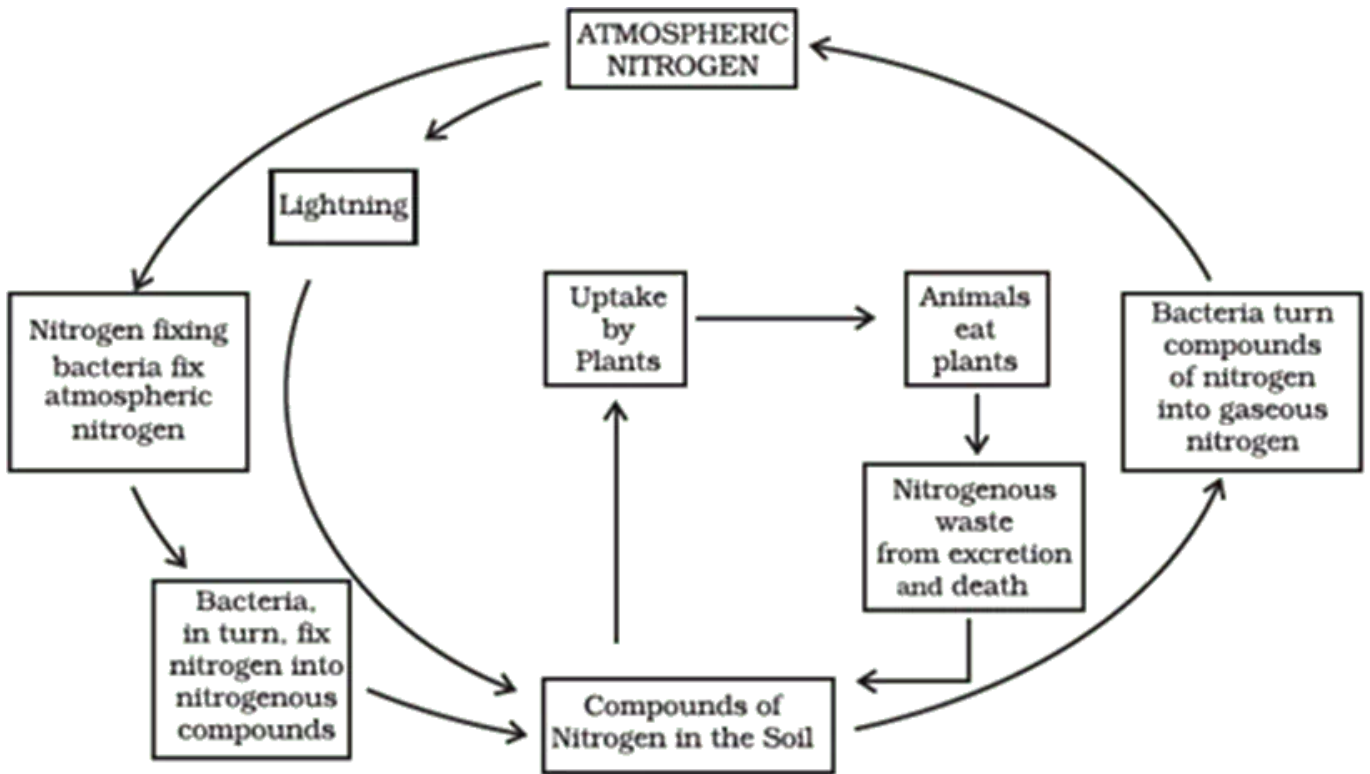 ATMOSPHERIC
NITROGEN
Lightning
Nitrogen fixing
bacteria fix
atmospheric
nitrogen
Uptake
by
Plants
Animals
eat
plants
Bacteria turn
compounds
of nitrogen
into gaseous
nitrogen
Nitrogenous
waste
from excretion
and death
Bacteria,
in turn, fix
nitrogen into
nitrogenous
compounds
Compounds of
Nitrogen in the Soil